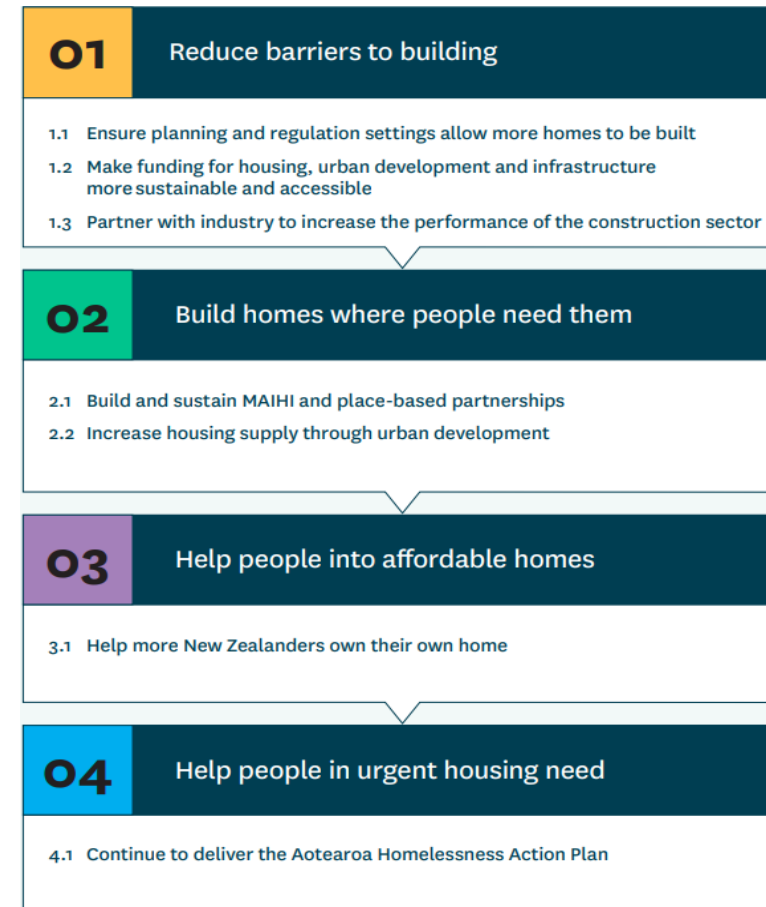 01
Reduce barriers to building
1.1 Ensure planning and regulation settings allow more homes to be built
1.2 Make funding for housing, urban development and infrastructure
more sustainable and accessible
1.3 Partner with industry to increase the performance of the construction sector
02
Build homes where people need them
2.1 Build and sustain MAIHI and place-based partnerships
2.2 Increase housing supply through urban development
03
Help people into affordable homes
3.1 Help more New Zealanders own their own home
04
Help people in urgent housing need
4.1 Continue to deliver the Aotearoa Homelessness Action Plan